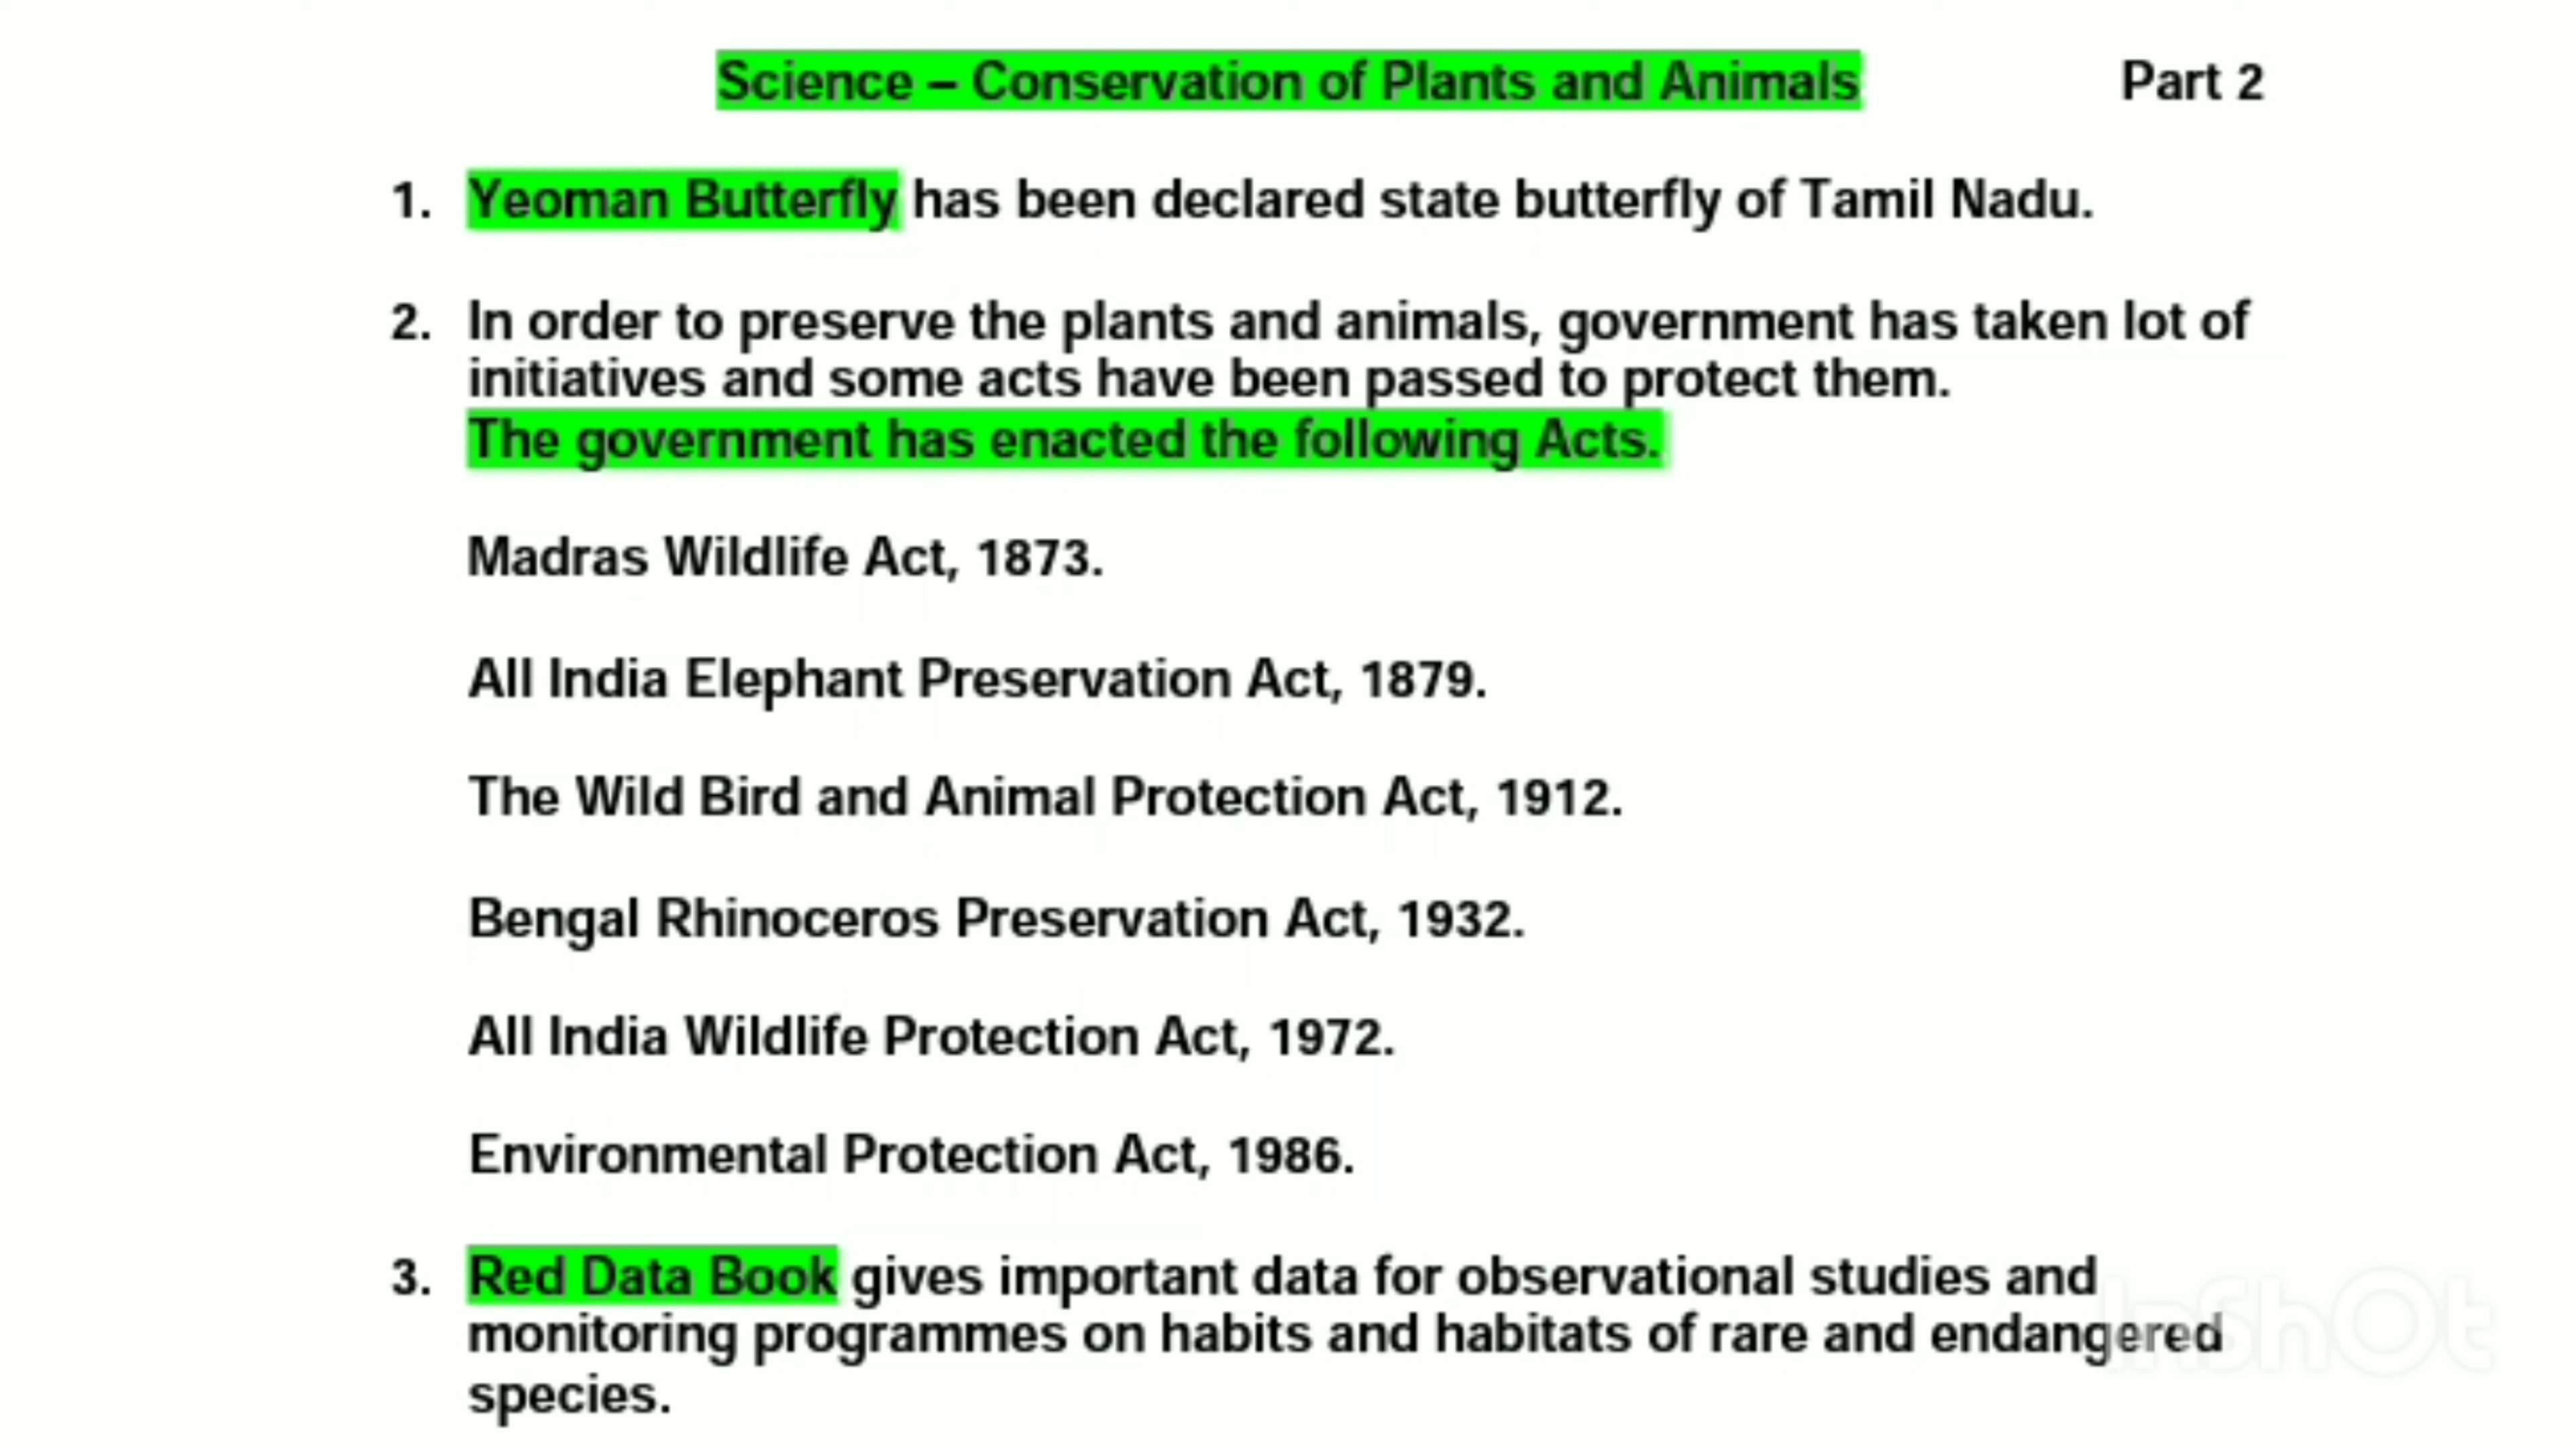 Science – Conservation of Plants and Animals Part 2
1. Yeoman Butterfly has been declared state butterfly of Tamil Nadu.
2. In order to preserve the plants and animals, government has taken lot of
initiatives and some acts have been passed to protect them.
The government has enacted the following Acts.
Madras Wildlife Act, 1873.
All India Elephant Preservation Act, 1879.
The Wild Bird and Animal Protection Act, 1912.
Bengal Rhinoceros Preservation Act, 1932.
All India Wildlife Protection Act, 1972.
Environmental Protection Act, 1986.
3. Red Data Book gives important data for observational studies and
monitoring programmes on habits and habitats of rare and endangered
species.
InShOt